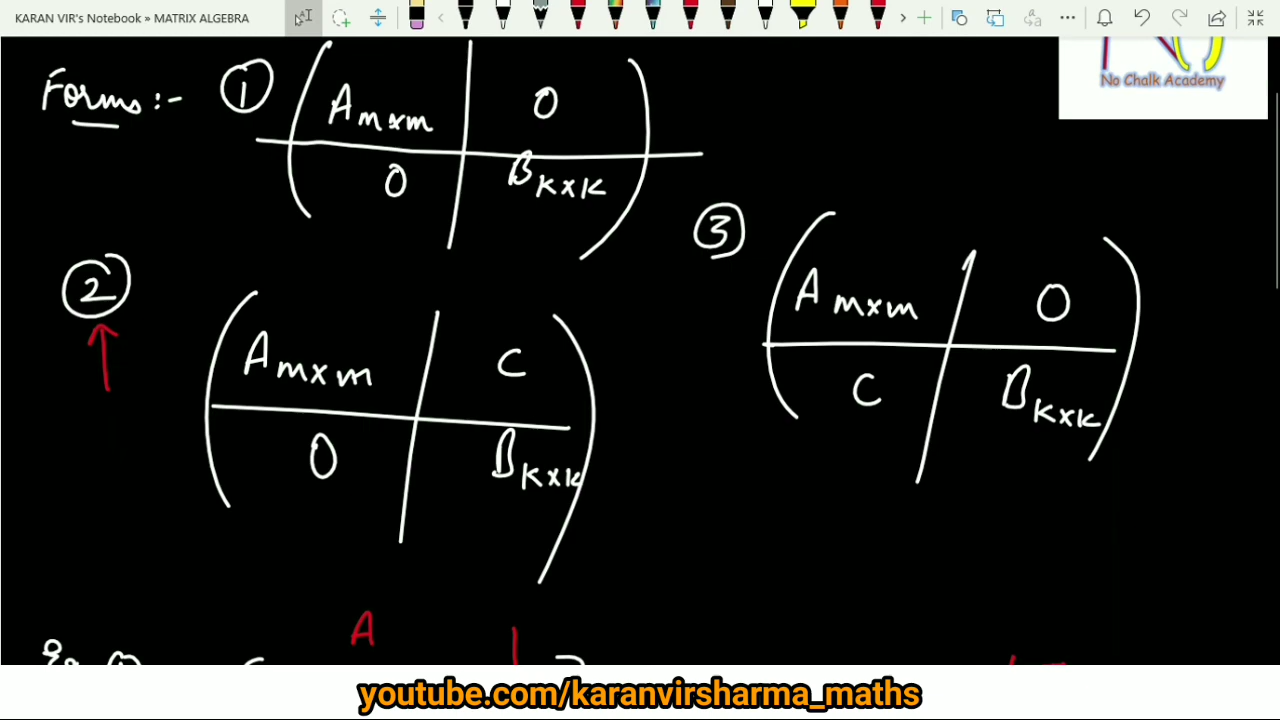 KARAN VIR's Notebook » MATRIX ALGEBRA
No Chalk Academy
Forms :-
① A m×m | 0
0 | B K×K
② A m×m | C
0 | B K×K
③ A m×m | 0
C | B K×K
A
youtube.com/karanvirsharma_maths